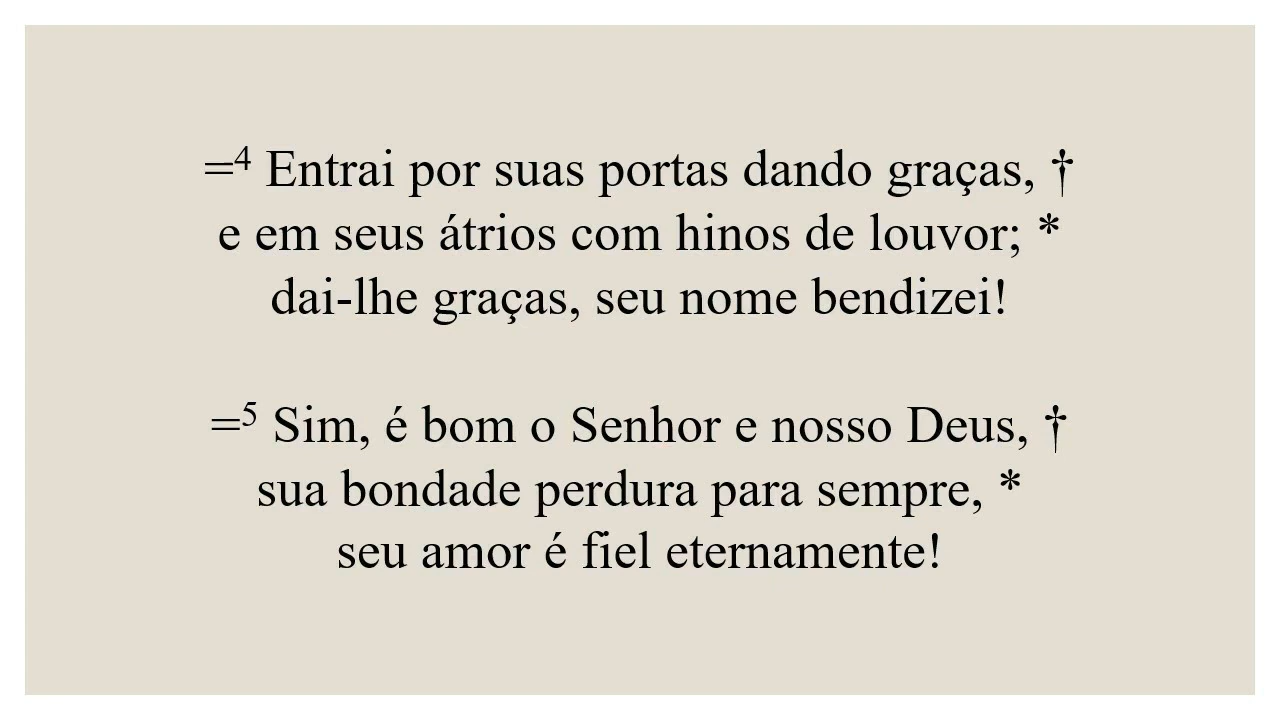 =⁴ Entrai por suas portas dando graças, †
e em seus átrios com hinos de louvor; *
dai-lhe graças, seu nome bendizei!
=⁵ Sim, é bom o Senhor e nosso Deus, †
sua bondade perdura para sempre, *
seu amor é fiel eternamente!